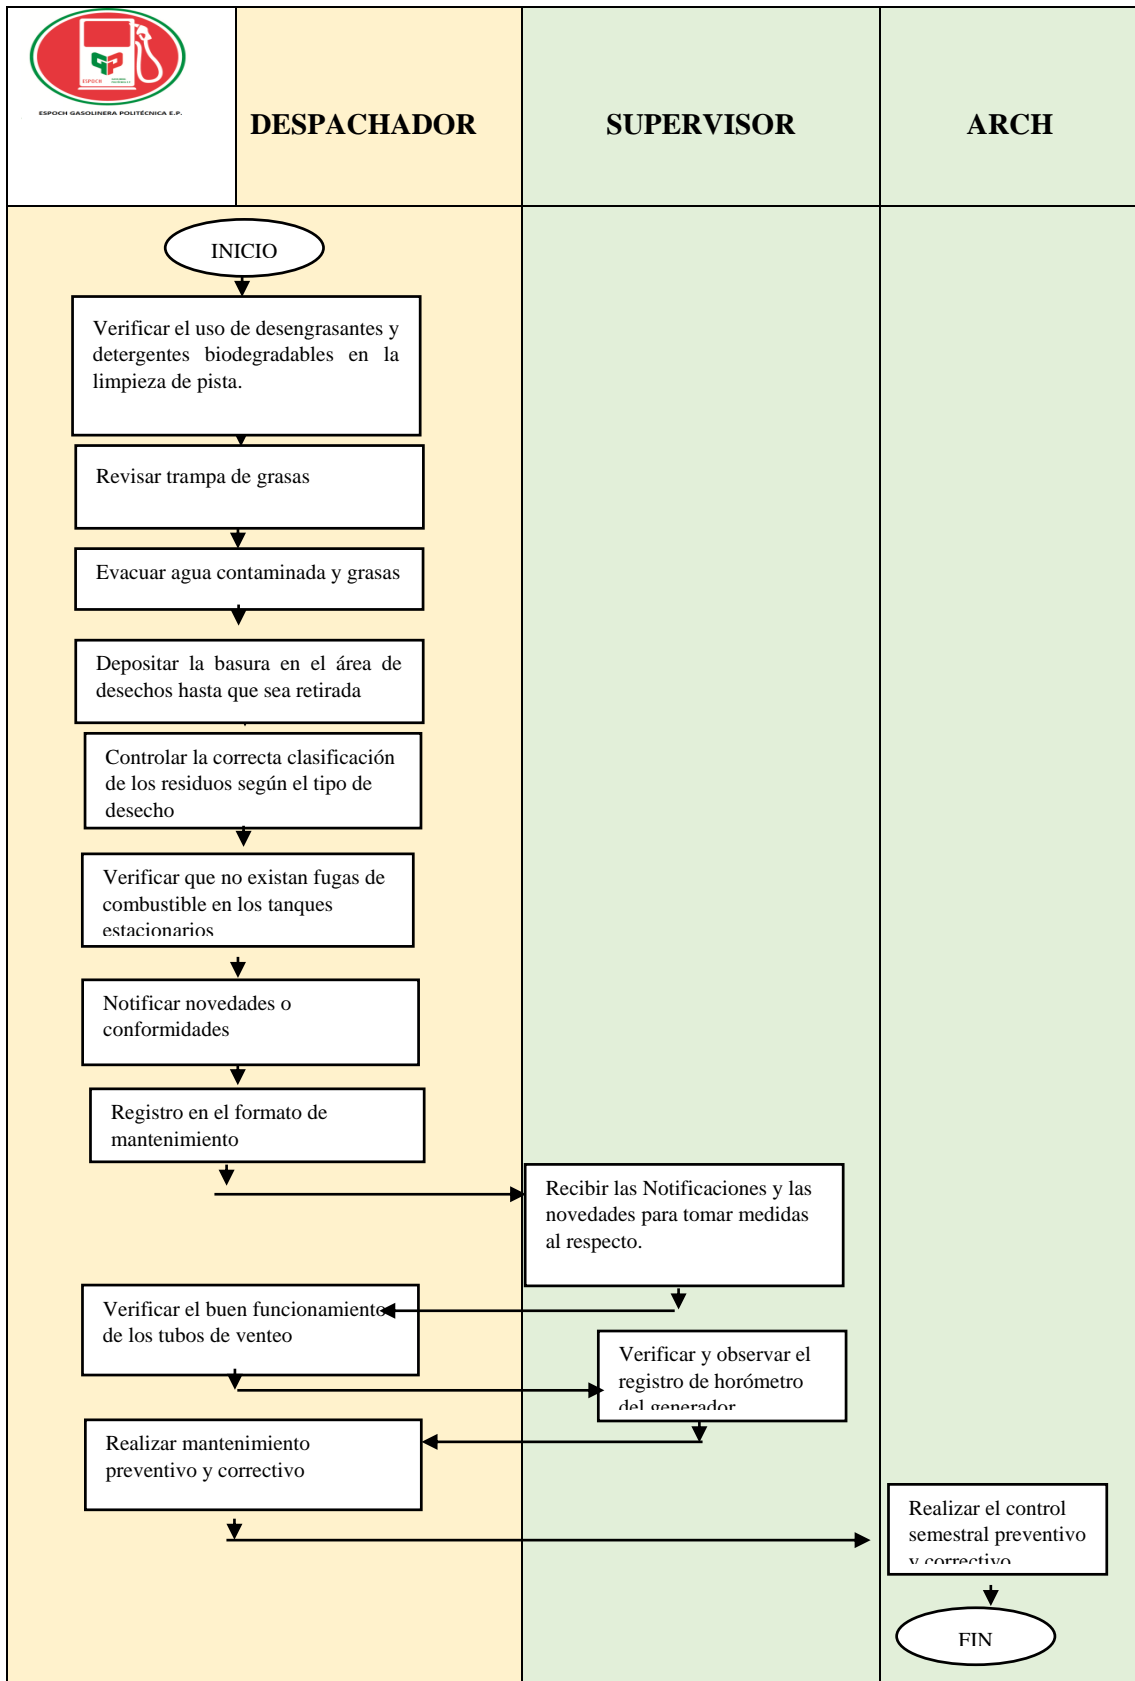 ESPOCH
ESPOCH GASOLINERA POLITÉCNICA E.P.
DESPACHADOR
SUPERVISOR
ARCH
INICIO
Verificar el uso de desengrasantes y
detergentes biodegradables en la
limpieza de pista.
Revisar trampa de grasas
Evacuar agua contaminada y grasas
Depositar la basura en el área de
desechos hasta que sea retirada
Controlar la correcta clasificación
de los residuos según el tipo de
desecho
Verificar que no existan fugas de
combustible en los tanques
estacionarios
Notificar novedades o
conformidades
Registro en el formato de
mantenimiento
Recibir las Notificaciones y las
novedades para tomar medidas
al respecto.
Verificar el buen funcionamiento
de los tubos de venteo
Verificar y observar el
registro de horómetro
del generador
Realizar mantenimiento
preventivo y correctivo
Realizar el control
semestral preventivo
y correctivo
FIN